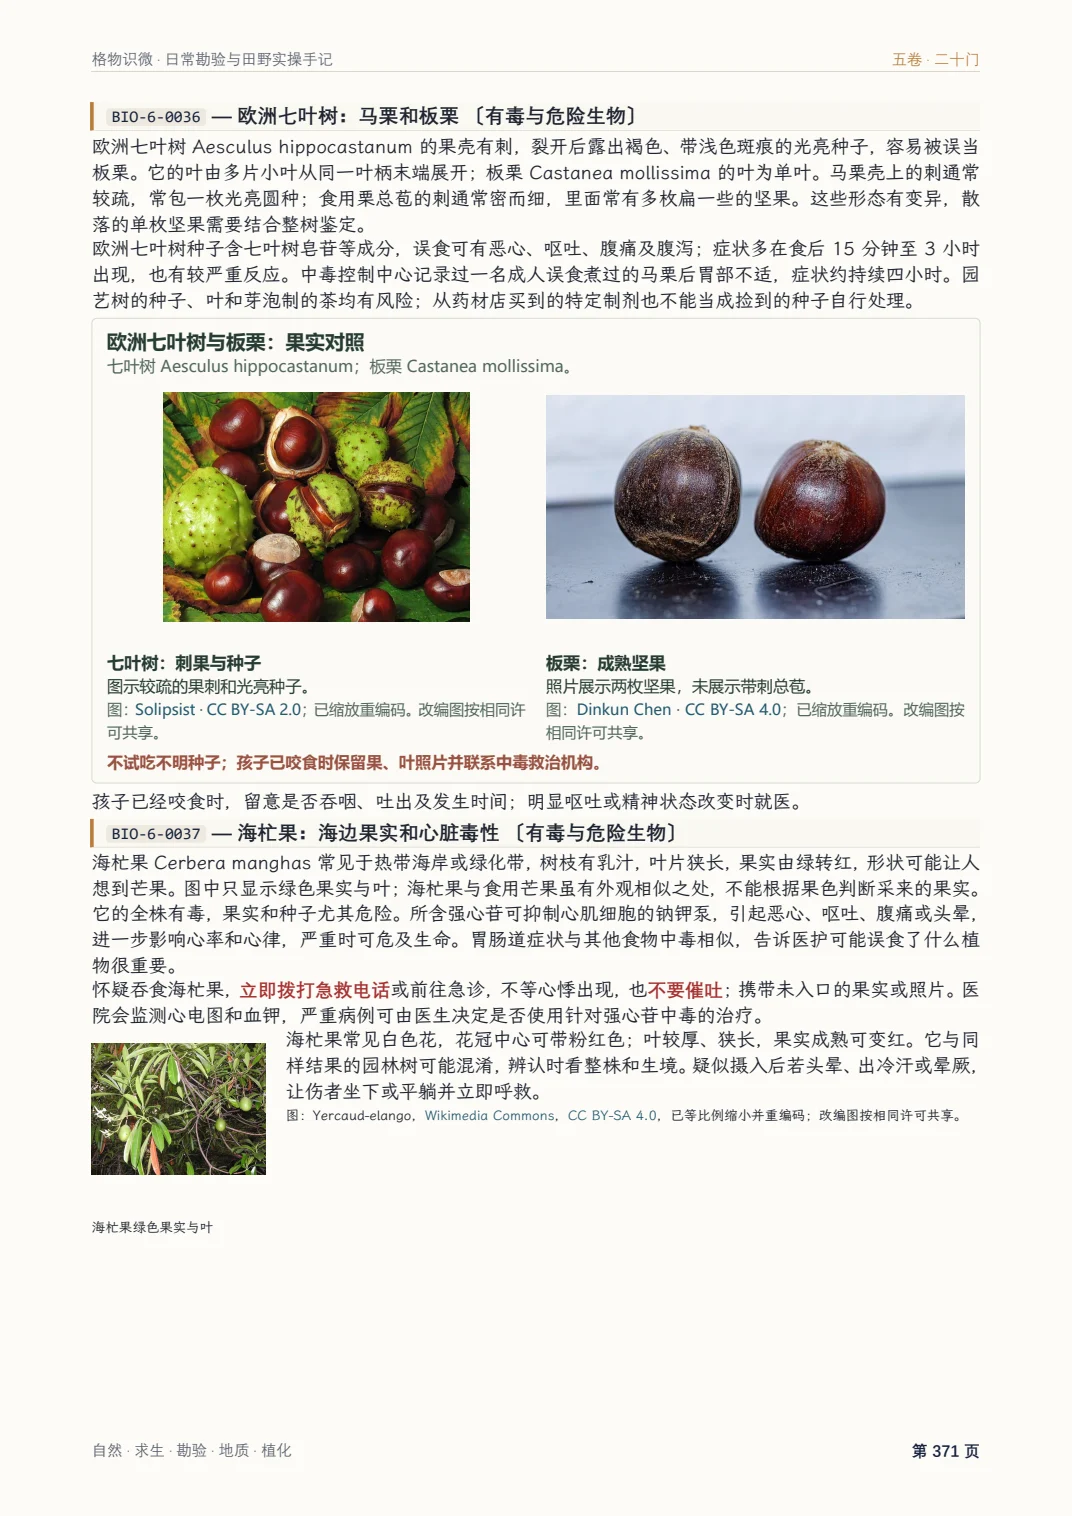 格物识微 · 日常勘验与田野实操手记
五卷 · 二十门
BIO-6-0036 — 欧洲七叶树：马栗和板栗 〔有毒与危险生物〕
欧洲七叶树 Aesculus hippocastanum 的果壳有刺，裂开后露出褐色、带浅色斑痕的光亮种子，容易被误当
板栗。它的叶由多片小叶从同一叶柄末端展开；板栗 Castanea mollissima 的叶为单叶。马栗壳上的刺通常
较疏，常包一枚光亮圆种；食用栗总苞的刺通常密而细，里面常有多枚扁一些的坚果。这些形态有变异，散
落的单枚坚果需要结合整树鉴定。
欧洲七叶树种子含七叶树皂苷等成分，误食可有恶心、呕吐、腹痛及腹泻；症状多在食后 15 分钟至 3 小时
出现，也有较严重反应。中毒控制中心记录过一名成人误食煮过的马栗后胃部不适，症状约持续四小时。园
艺树的种子、叶和芽泡制的茶均有风险；从药材店买到的特定制剂也不能当成捡到的种子自行处理。
欧洲七叶树与板栗：果实对照
七叶树 Aesculus hippocastanum；板栗 Castanea mollissima。
七叶树：刺果与种子
图示较疏的果刺和光亮种子。
图：Solipsist · CC BY-SA 2.0；已缩放重编码。改编图按相同许
可共享。
板栗：成熟坚果
照片展示两枚坚果，未展示带刺总苞。
图：Dinkun Chen · CC BY-SA 4.0；已缩放重编码。改编图按
相同许可共享。
不试吃不明种子；孩子已咬食时保留果、叶照片并联系中毒救治机构。
孩子已经咬食时，留意是否吞咽、吐出及发生时间；明显呕吐或精神状态改变时就医。
BIO-6-0037 — 海杧果：海边果实和心脏毒性 〔有毒与危险生物〕
海杧果 Cerbera manghas 常见于热带海岸或绿化带，树枝有乳汁，叶片狭长，果实由绿转红，形状可能让人
想到芒果。图中只显示绿色果实与叶；海杧果与食用芒果虽有外观相似之处，不能根据果色判断采来的果实。
它的全株有毒，果实和种子尤其危险。所含强心苷可抑制心肌细胞的钠钾泵，引起恶心、呕吐、腹痛或头晕，
进一步影响心率和心律，严重时可危及生命。胃肠道症状与其他食物中毒相似，告诉医护可能误食了什么植
物很重要。
怀疑吞食海杧果，立即拨打急救电话或前往急诊，不等心悸出现，也不要催吐；携带未入口的果实或照片。医
院会监测心电图和血钾，严重病例可由医生决定是否使用针对强心苷中毒的治疗。
海杧果常见白色花，花冠中心可带粉红色；叶较厚、狭长，果实成熟可变红。它与同
样结果的园林树可能混淆，辨认时看整株和生境。疑似摄入后若头晕、出冷汗或晕厥，
让伤者坐下或平躺并立即呼救。
图：Yercaud-elango，Wikimedia Commons，CC BY-SA 4.0，已等比例缩小并重编码；改编图按相同许可共享。
海杧果绿色果实与叶
自然 · 求生 · 勘验 · 地质 · 植化
第 371 页